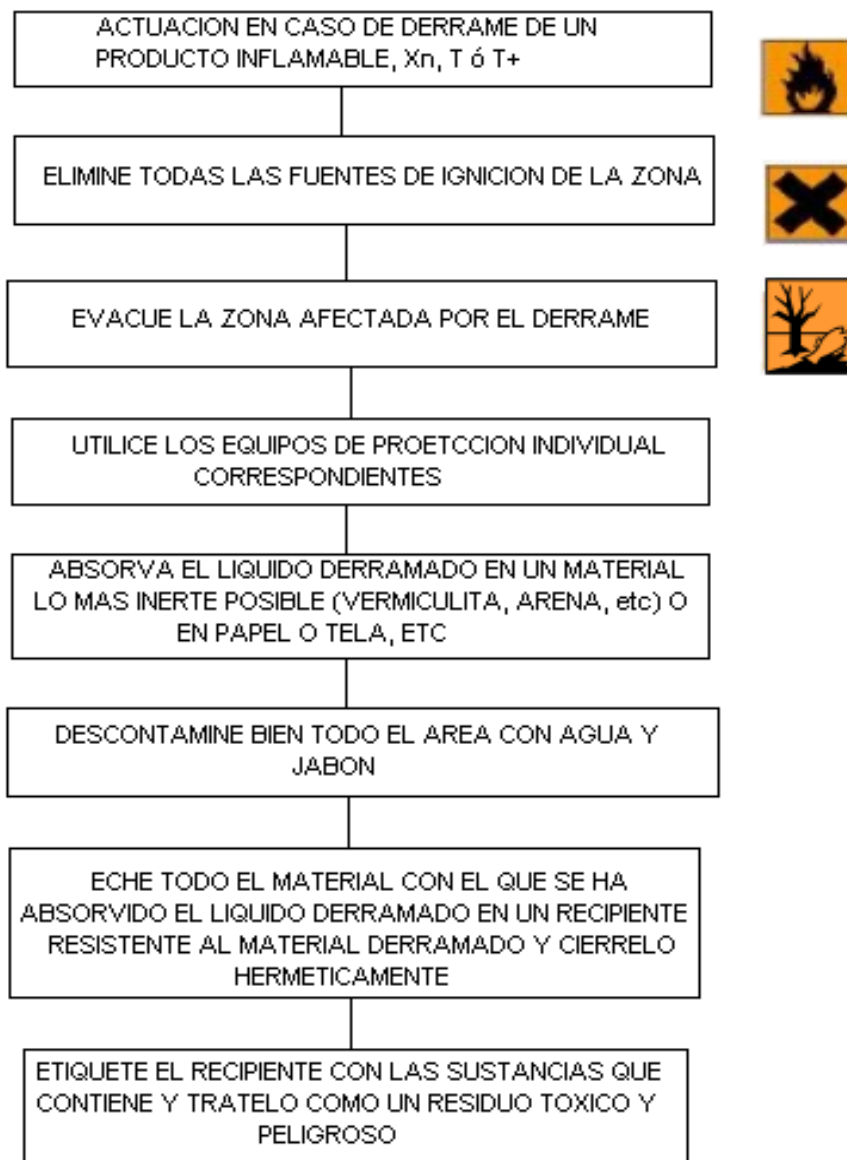 ACTUACION EN CASO DE DERRAME DE UN
PRODUCTO INFLAMABLE, Xn, T ó T+
ELIMINE TODAS LAS FUENTES DE IGNICION DE LA ZONA
EVACUE LA ZONA AFECTADA POR EL DERRAME
UTILICE LOS EQUIPOS DE PROETCCION INDIVIDUAL
CORRESPONDIENTES
ABSORVA EL LIQUIDO DERRAMADO EN UN MATERIAL
LO MAS INERTE POSIBLE (VERMICULITA, ARENA, etc) O
EN PAPEL O TELA, ETC
DESCONTAMINE BIEN TODO EL AREA CON AGUA Y
JABON
ECHE TODO EL MATERIAL CON EL QUE SE HA
ABSORVIDO EL LIQUIDO DERRAMADO EN UN RECIPIENTE
RESISTENTE AL MATERIAL DERRAMADO Y CIERRELO
HERMETICAMENTE
ETIQUETE EL RECIPIENTE CON LAS SUSTANCIAS QUE
CONTIENE Y TRATELO COMO UN RESIDUO TOXICO Y
PELIGROSO